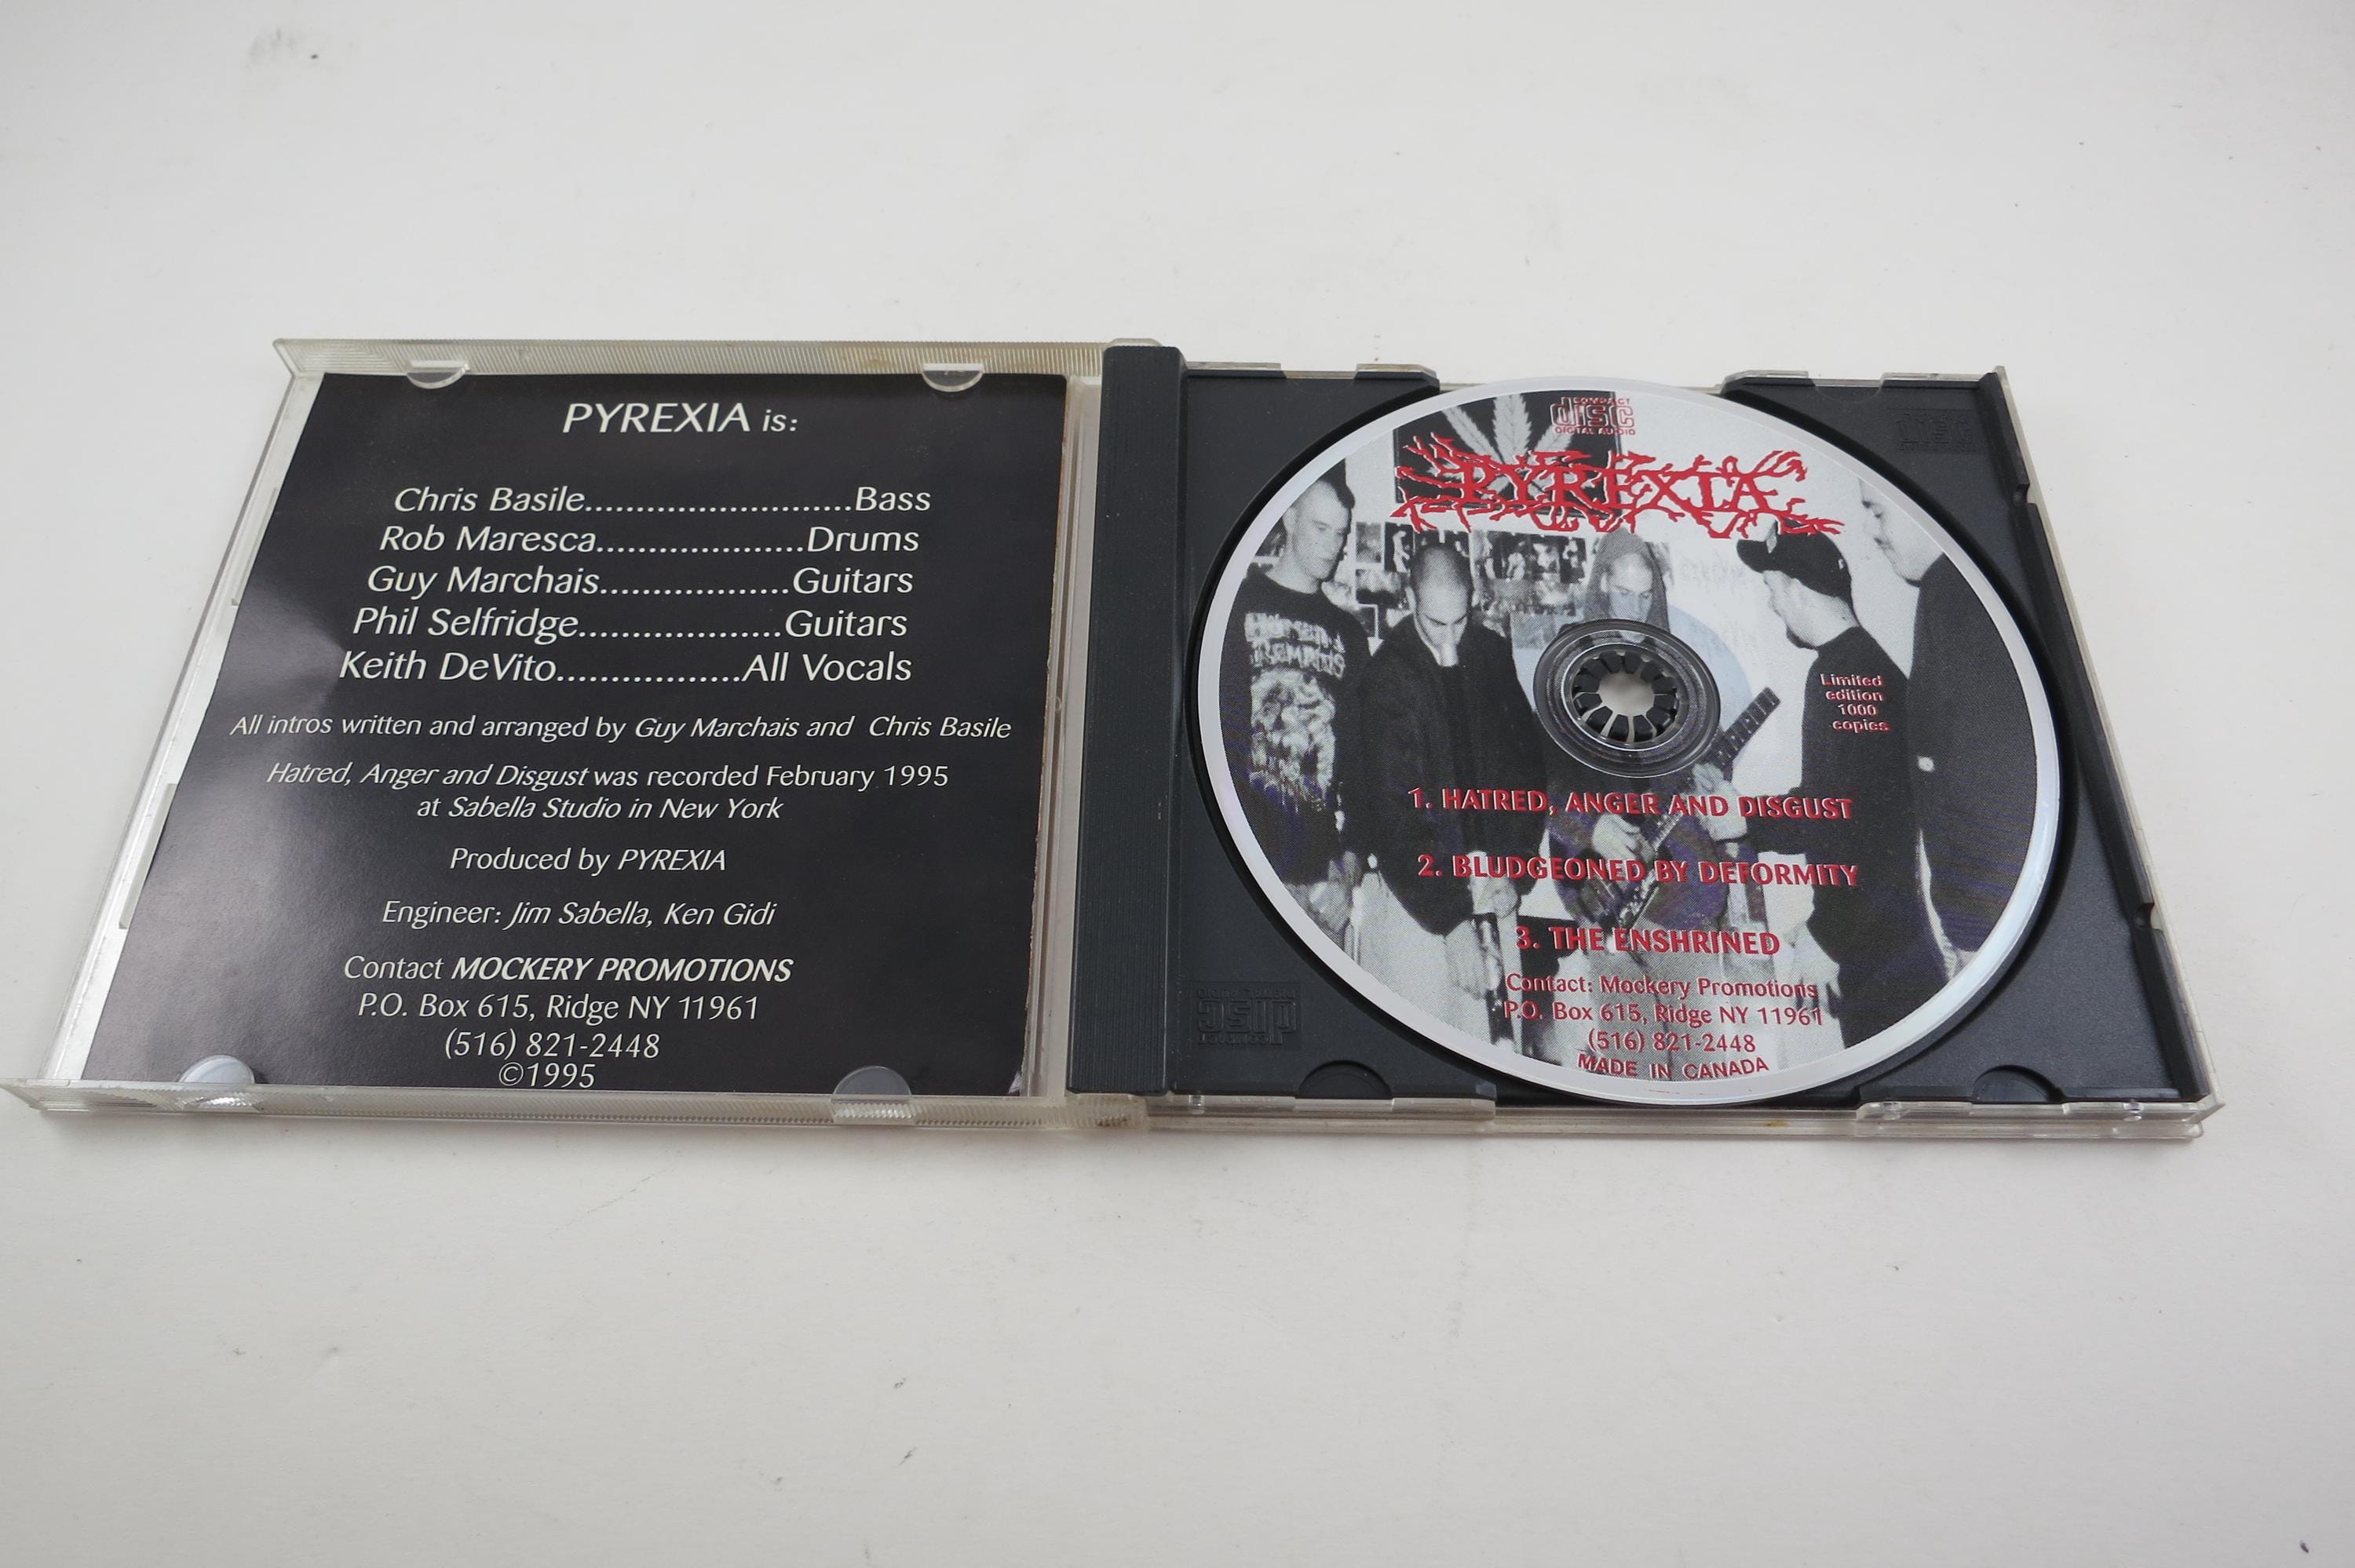 PYREXIA is:
Chris Basile.........................Bass
Rob Maresca....................Drums
Guy Marchais..................Guitars
Phil Selfridge...................Guitars
Keith DeVito.................All Vocals
All intros written and arranged by Guy Marchais and Chris Basile
Hatred, Anger and Disgust was recorded February 1995
at Sabella Studio in New York
Produced by PYREXIA
Engineer: Jim Sabella, Ken Gidi
Contact MOCKERY PROMOTIONS
P.O. Box 615, Ridge NY 11961
(516) 821-2448
©1995
COMPACT
disc
DIGITAL AUDIO
PYREXIA
Limited
edition
1000
copies
1. HATRED, ANGER AND DISGUST
2. BLUDGEONED BY DEFORMITY
3. THE ENSHRINED
Contact: Mockery Promotions
P.O. Box 615, Ridge NY 11961
(516) 821-2448
MADE IN CANADA